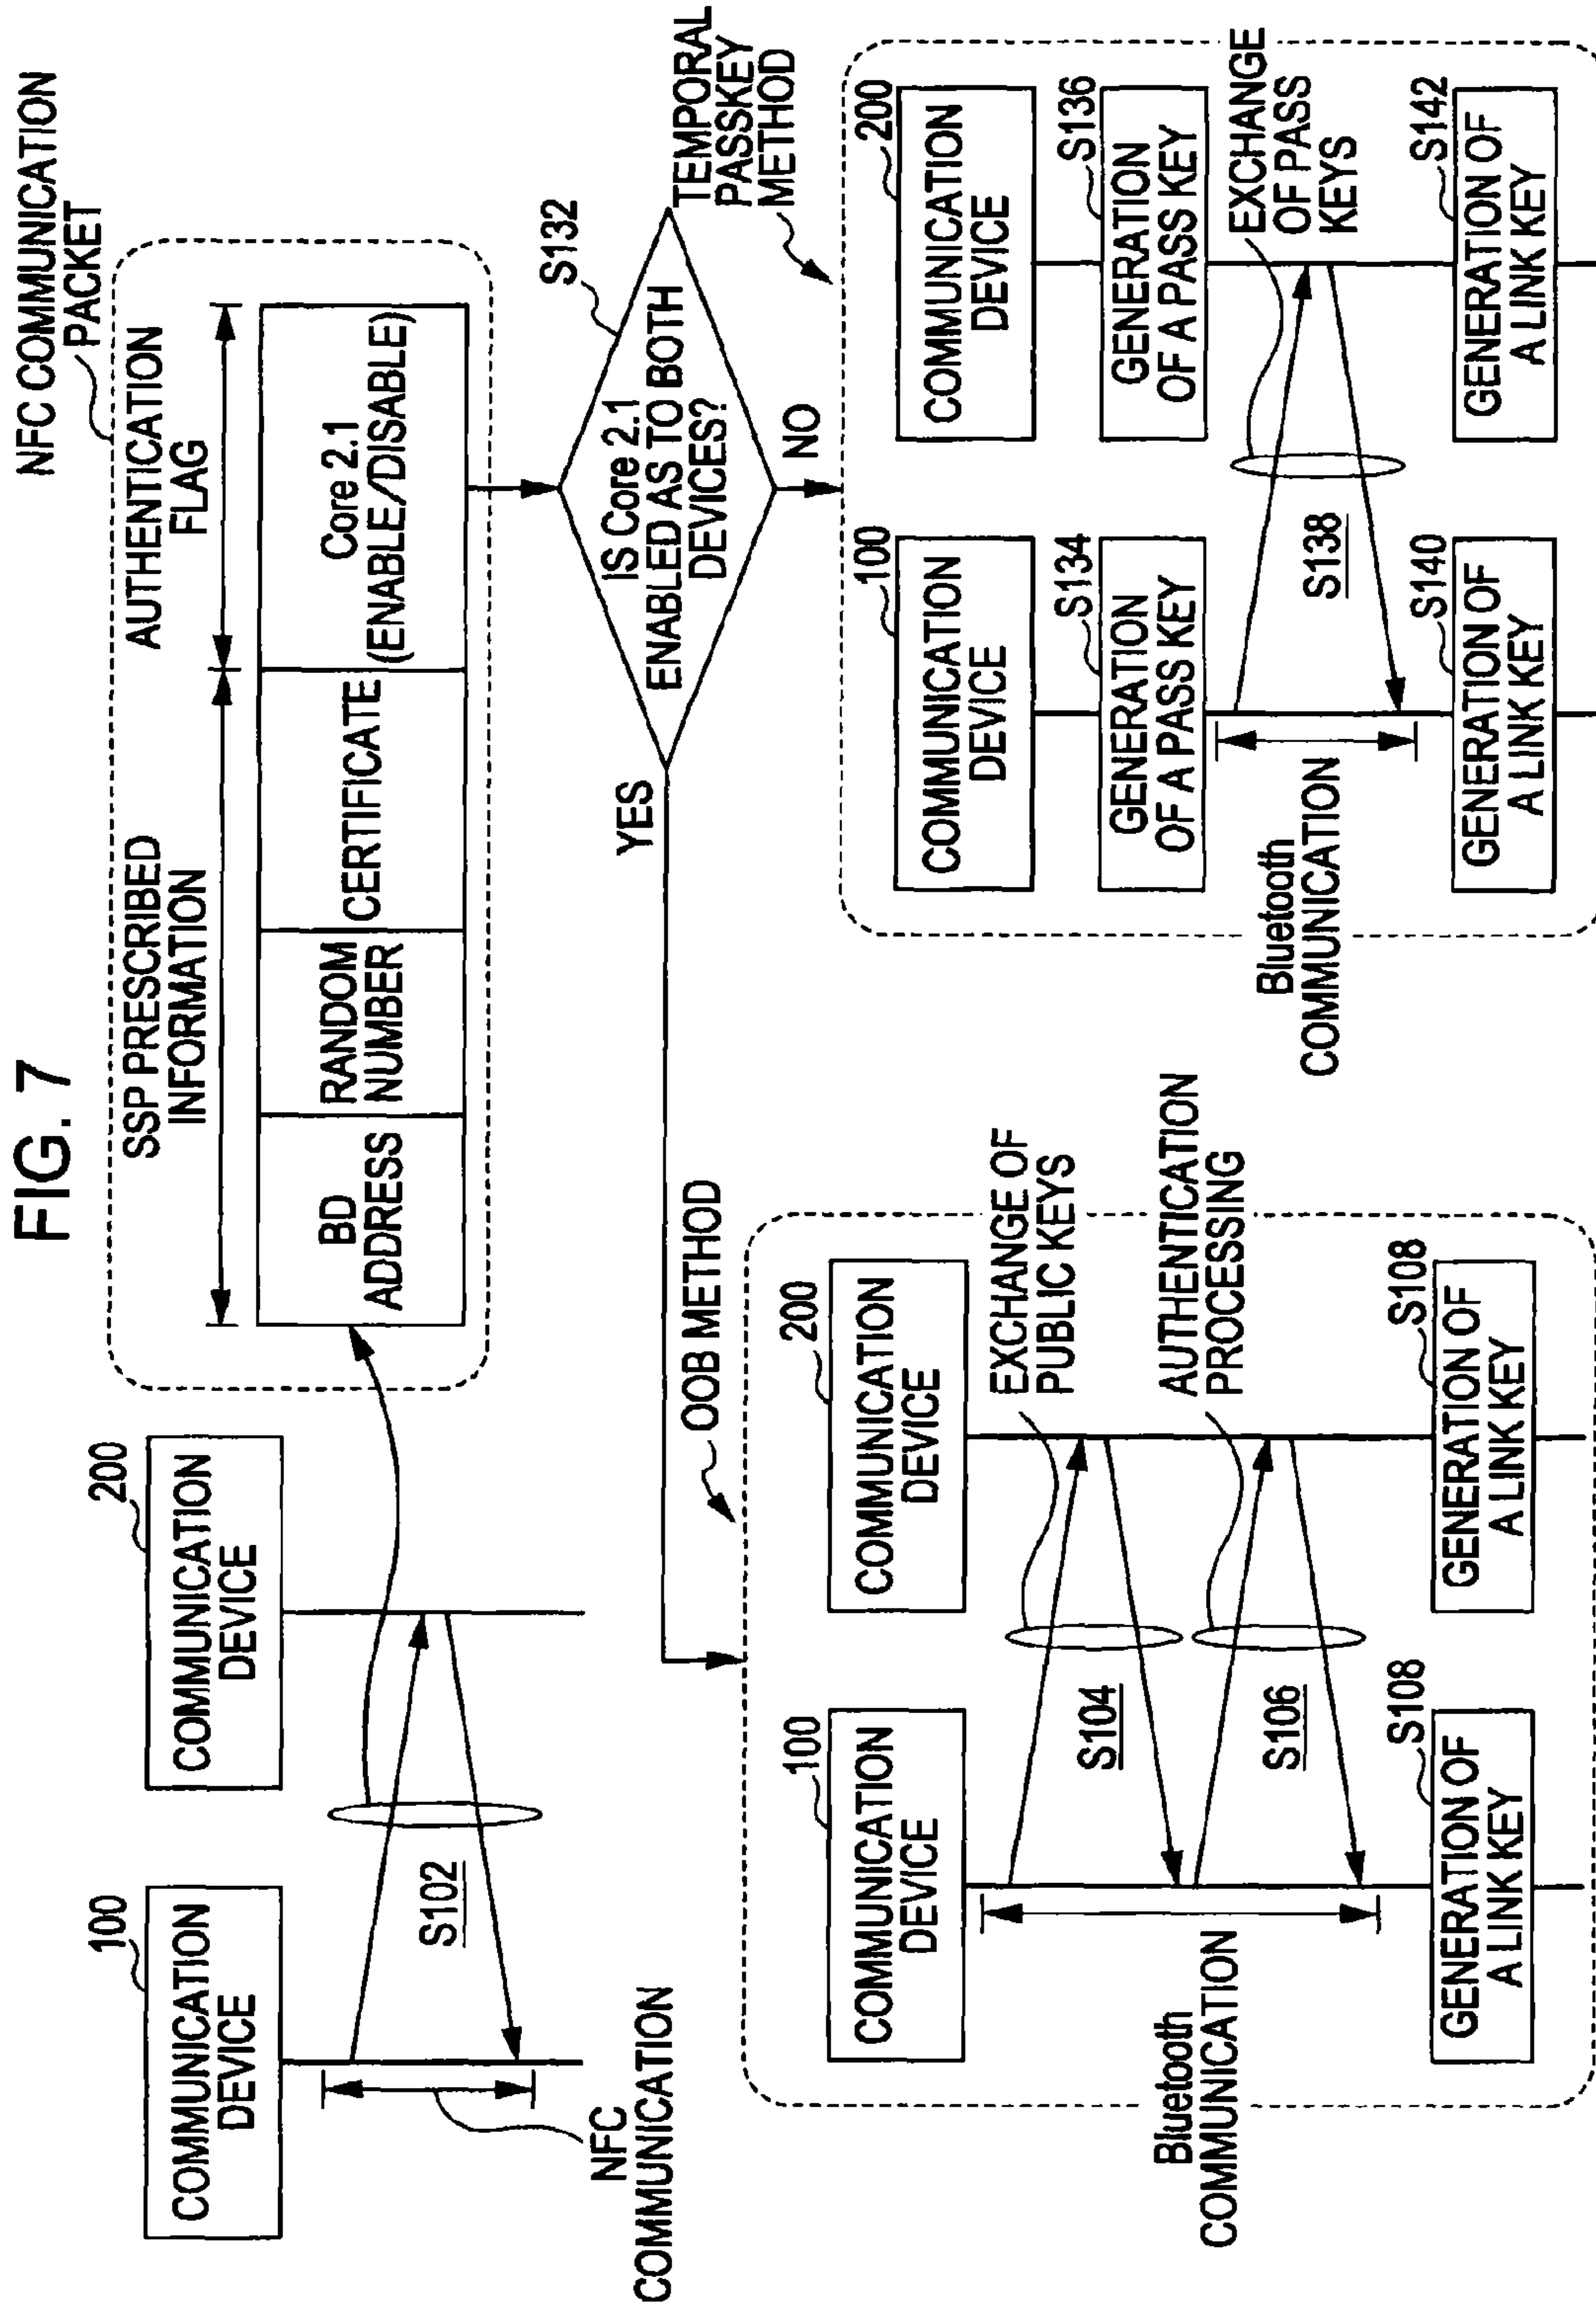 FIG. 7
100
COMMUNICATION
DEVICE
200
COMMUNICATION
DEVICE
S102
NFC
COMMUNICATION
NFC COMMUNICATION
PACKET
SSP PRESCRIBED
INFORMATION
AUTHENTICATION
FLAG
BD
ADDRESS
RANDOM
NUMBER
CERTIFICATE
Core 2.1
(ENABLE/DISABLE)
S132
IS Core 2.1
ENABLED AS TO BOTH
DEVICES?
YES
NO
OOB METHOD
100
COMMUNICATION
DEVICE
200
COMMUNICATION
DEVICE
EXCHANGE OF
PUBLIC KEYS
S104
AUTHENTICATION
PROCESSING
S106
Bluetooth
COMMUNICATION
S108
GENERATION OF
A LINK KEY
S108
GENERATION OF
A LINK KEY
TEMPORAL
PASSKEY
METHOD
100
COMMUNICATION
DEVICE
200
COMMUNICATION
DEVICE
S134
GENERATION
OF A PASS KEY
S136
GENERATION
OF A PASS KEY
EXCHANGE
OF PASS
KEYS
S138
Bluetooth
COMMUNICATION
S140
GENERATION OF
A LINK KEY
S142
GENERATION OF
A LINK KEY